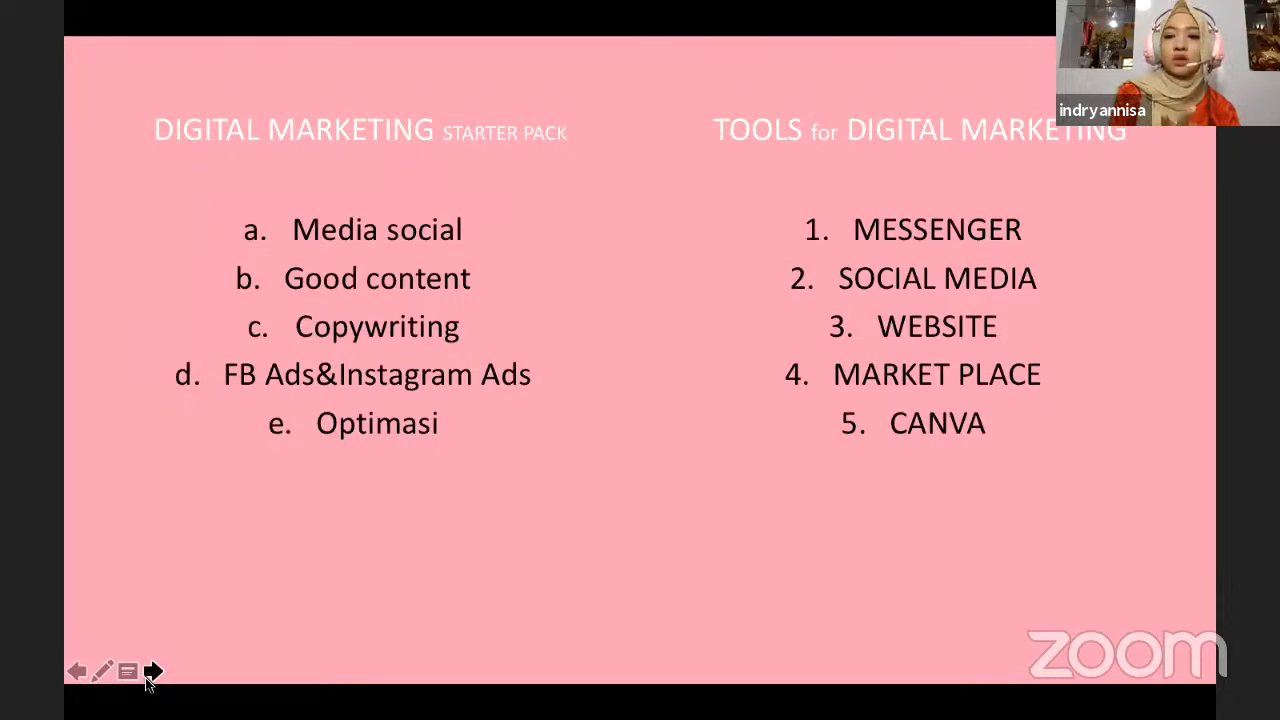 indryannisa
DIGITAL MARKETING STARTER PACK
a. Media social
b. Good content
c. Copywriting
d. FB Ads&Instagram Ads
e. Optimasi
TOOLS for DIGITAL MARKETING
1. MESSENGER
2. SOCIAL MEDIA
3. WEBSITE
4. MARKET PLACE
5. CANVA
zoom